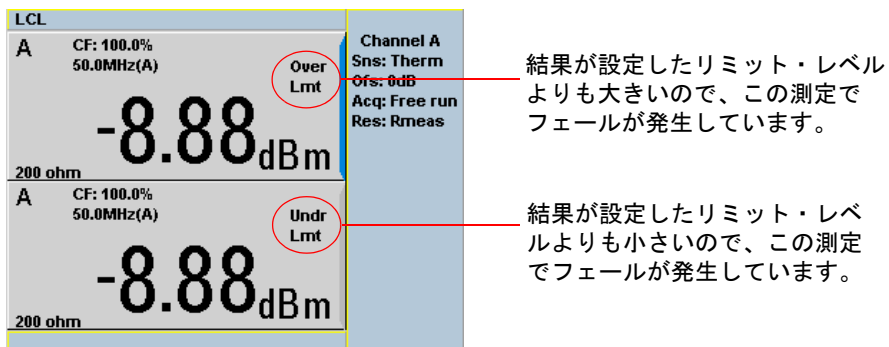 LCL
A
CF: 100.0%
50.0MHz(A)
Over
Lmt
-8.88dBm
200 ohm
A
CF: 100.0%
50.0MHz(A)
Undr
Lmt
-8.88dBm
200 ohm
Channel A
Sns: Therm
Ofs: 0dB
Acq: Free run
Res: Rmeas
結果が設定したリミット・レベル
よりも大きいので、この測定で
フェールが発生しています。
結果が設定したリミット・レベ
ルよりも小さいので、この測定
でフェールが発生しています。